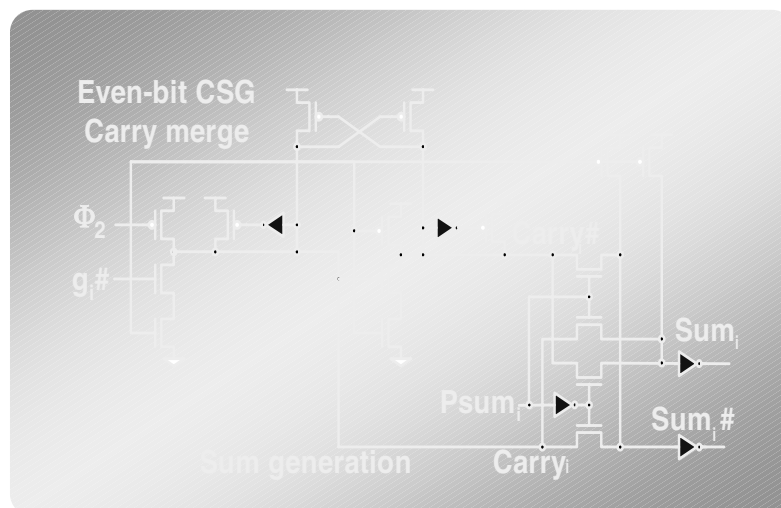 Even-bit CSG
Carry merge
Φ2
Carry#
gi#
Sumi
Psumi
Sumi#
Sum generation
Carryi